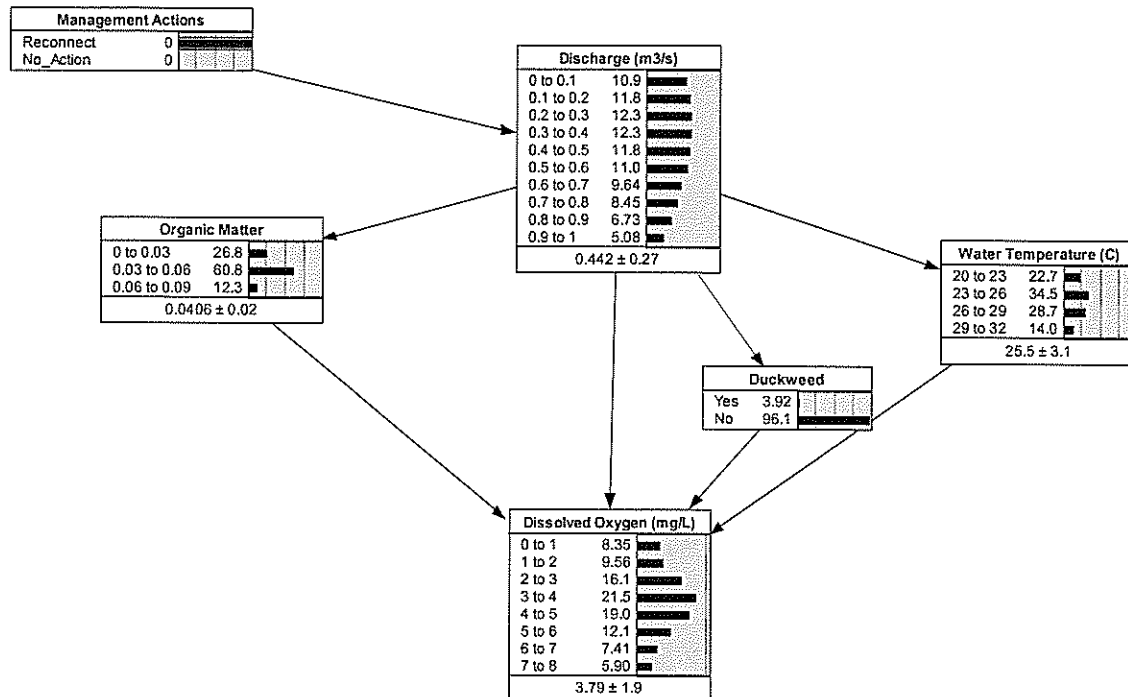 Management Actions
Reconnect 0
No_Action 0
Discharge (m3/s)
0 to 0.1 10.9
0.1 to 0.2 11.8
0.2 to 0.3 12.3
0.3 to 0.4 12.3
0.4 to 0.5 11.8
0.5 to 0.6 11.0
0.6 to 0.7 9.64
0.7 to 0.8 8.45
0.8 to 0.9 6.73
0.9 to 1 5.08
0.442 ± 0.27
Organic Matter
0 to 0.03 26.8
0.03 to 0.06 60.8
0.06 to 0.09 12.3
0.0406 ± 0.02
Water Temperature (C)
20 to 23 22.7
23 to 26 34.5
26 to 29 28.7
29 to 32 14.0
25.5 ± 3.1
Duckweed
Yes 3.92
No 96.1
Dissolved Oxygen (mg/L)
0 to 1 8.35
1 to 2 9.56
2 to 3 16.1
3 to 4 21.5
4 to 5 19.0
5 to 6 12.1
6 to 7 7.41
7 to 8 5.90
3.79 ± 1.9